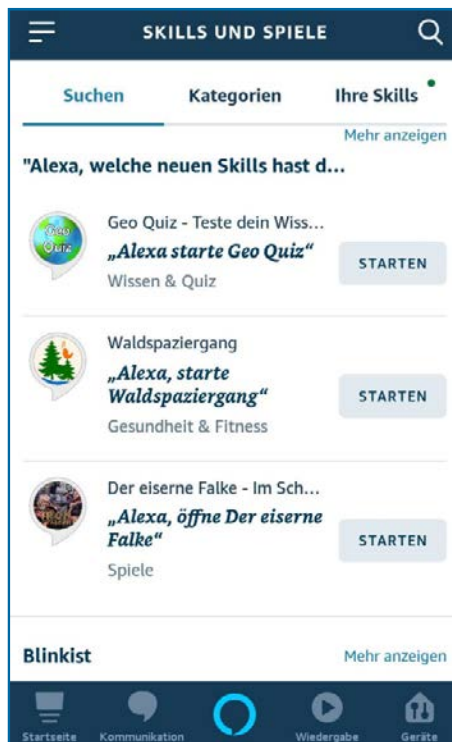 SKILLS UND SPIELE
Suchen Kategorien Ihre Skills
Mehr anzeigen
"Alexa, welche neuen Skills hast d...
Geo Quiz - Teste dein Wiss...
Geo
Quiz
„Alexa starte Geo Quiz“
STARTEN
Wissen & Quiz
Waldspaziergang
„Alexa, starte
Waldspaziergang“
STARTEN
Gesundheit & Fitness
Der eiserne Falke - Im Sch...
„Alexa, öffne Der eiserne
Falke“
STARTEN
Spiele
Blinkist Mehr anzeigen
Startseite Kommunikation Wiedergabe Geräte